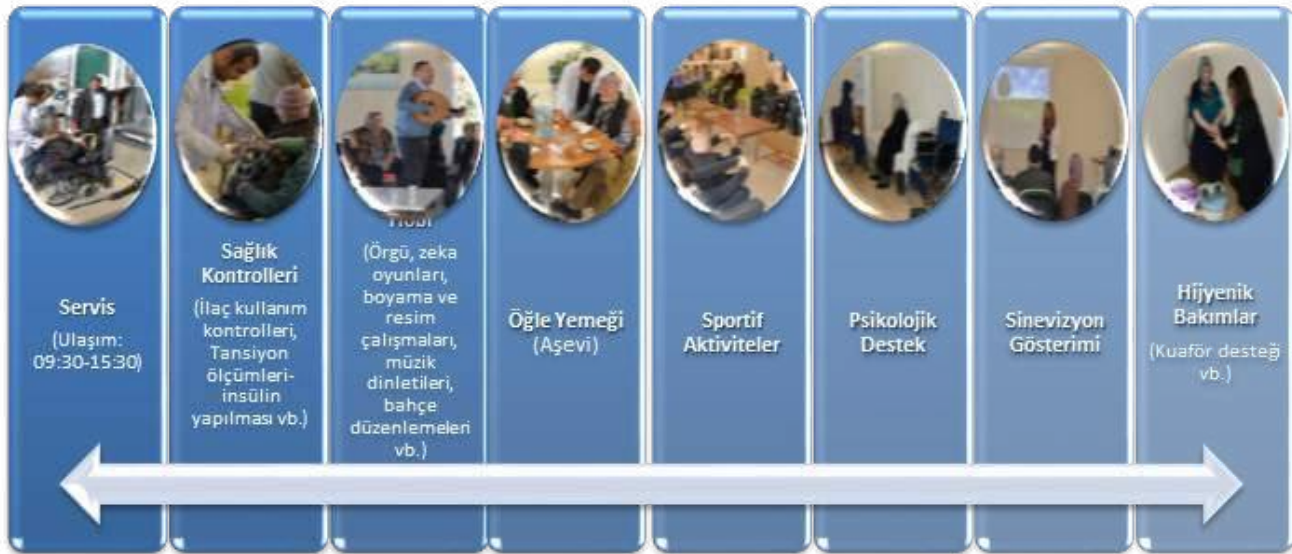 Servis
(Ulaşım:
09:30-15:30)
Sağlık
Kontrolleri
(İlaç kullanım
kontrolleri,
Tansiyon
ölçümleri-
insülin
yapılması vb.)
Hobi
(Örgü, zeka
oyunları,
boyama ve
resim
çalışmaları,
müzik
dinletileri,
bahçe
düzenlemeleri
vb.)
Öğle Yemeği
(Aşevi)
Sportif
Aktiviteler
Psikolojik
Destek
Sinevizyon
Gösterimi
Hijyenik
Bakımlar
(Kuaför desteği
vb.)